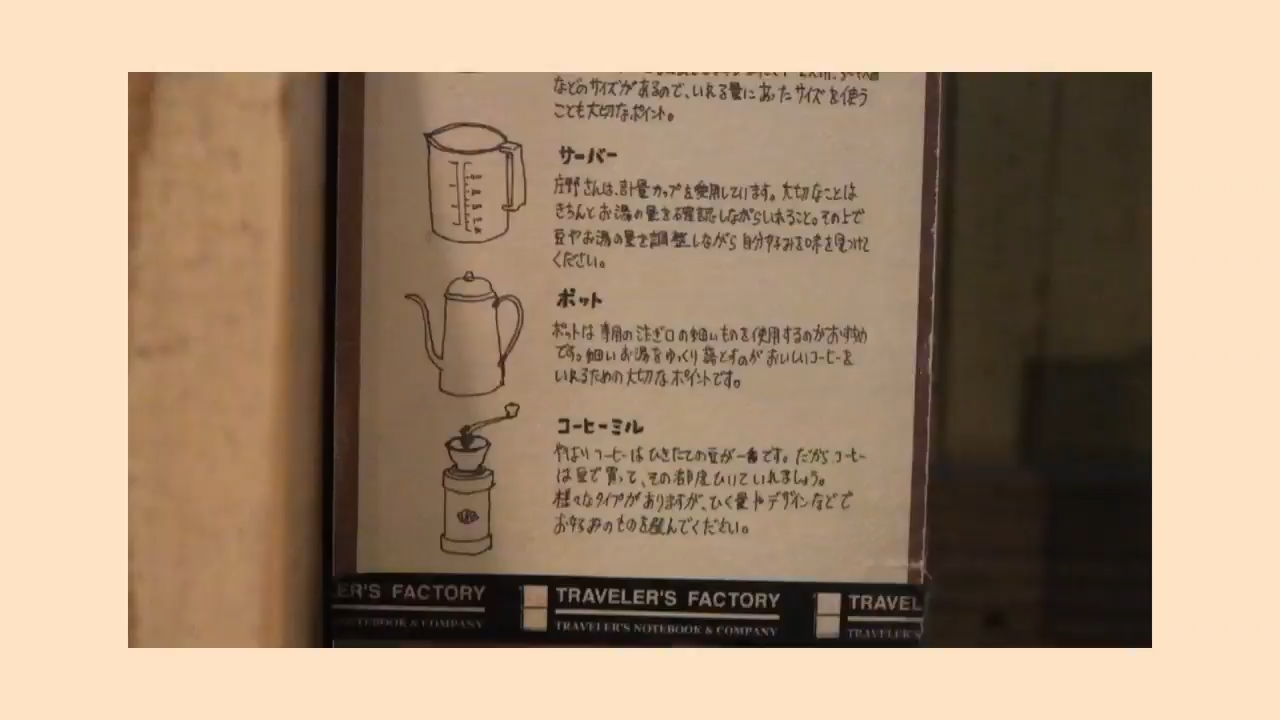 などのサイズがあるので、いれる量にあったサイズを使う
ことも大切なポイント。
サーバー
庄野さんは、計量カップを愛用しています。大切なことは
きちんとお湯の量を確認しながらいれること。その上で
豆やお湯の量を調整しながら自分好みを味を見つけて
ください。
ポット
ポットは専用の注ぎ口の細いものを使用するのがおすすめ
です。細いお湯をゆっくり落とすのがおいしいコーヒーを
いれるための大切なポイントです。
コーヒーミル
やはりコーヒーはひきたての豆が一番です。だからコーヒー
は豆で買って、その都度ひいていれましょう。
様々なタイプがありますが、ひく量やデザインなどで
お好みのものを選んでください。
ER'S FACTORY TRAVELER'S FACTORY TRAVEL
NOTEBOOK & COMPANY TRAVELER'S NOTEBOOK & COMPANY TRAVELER'S